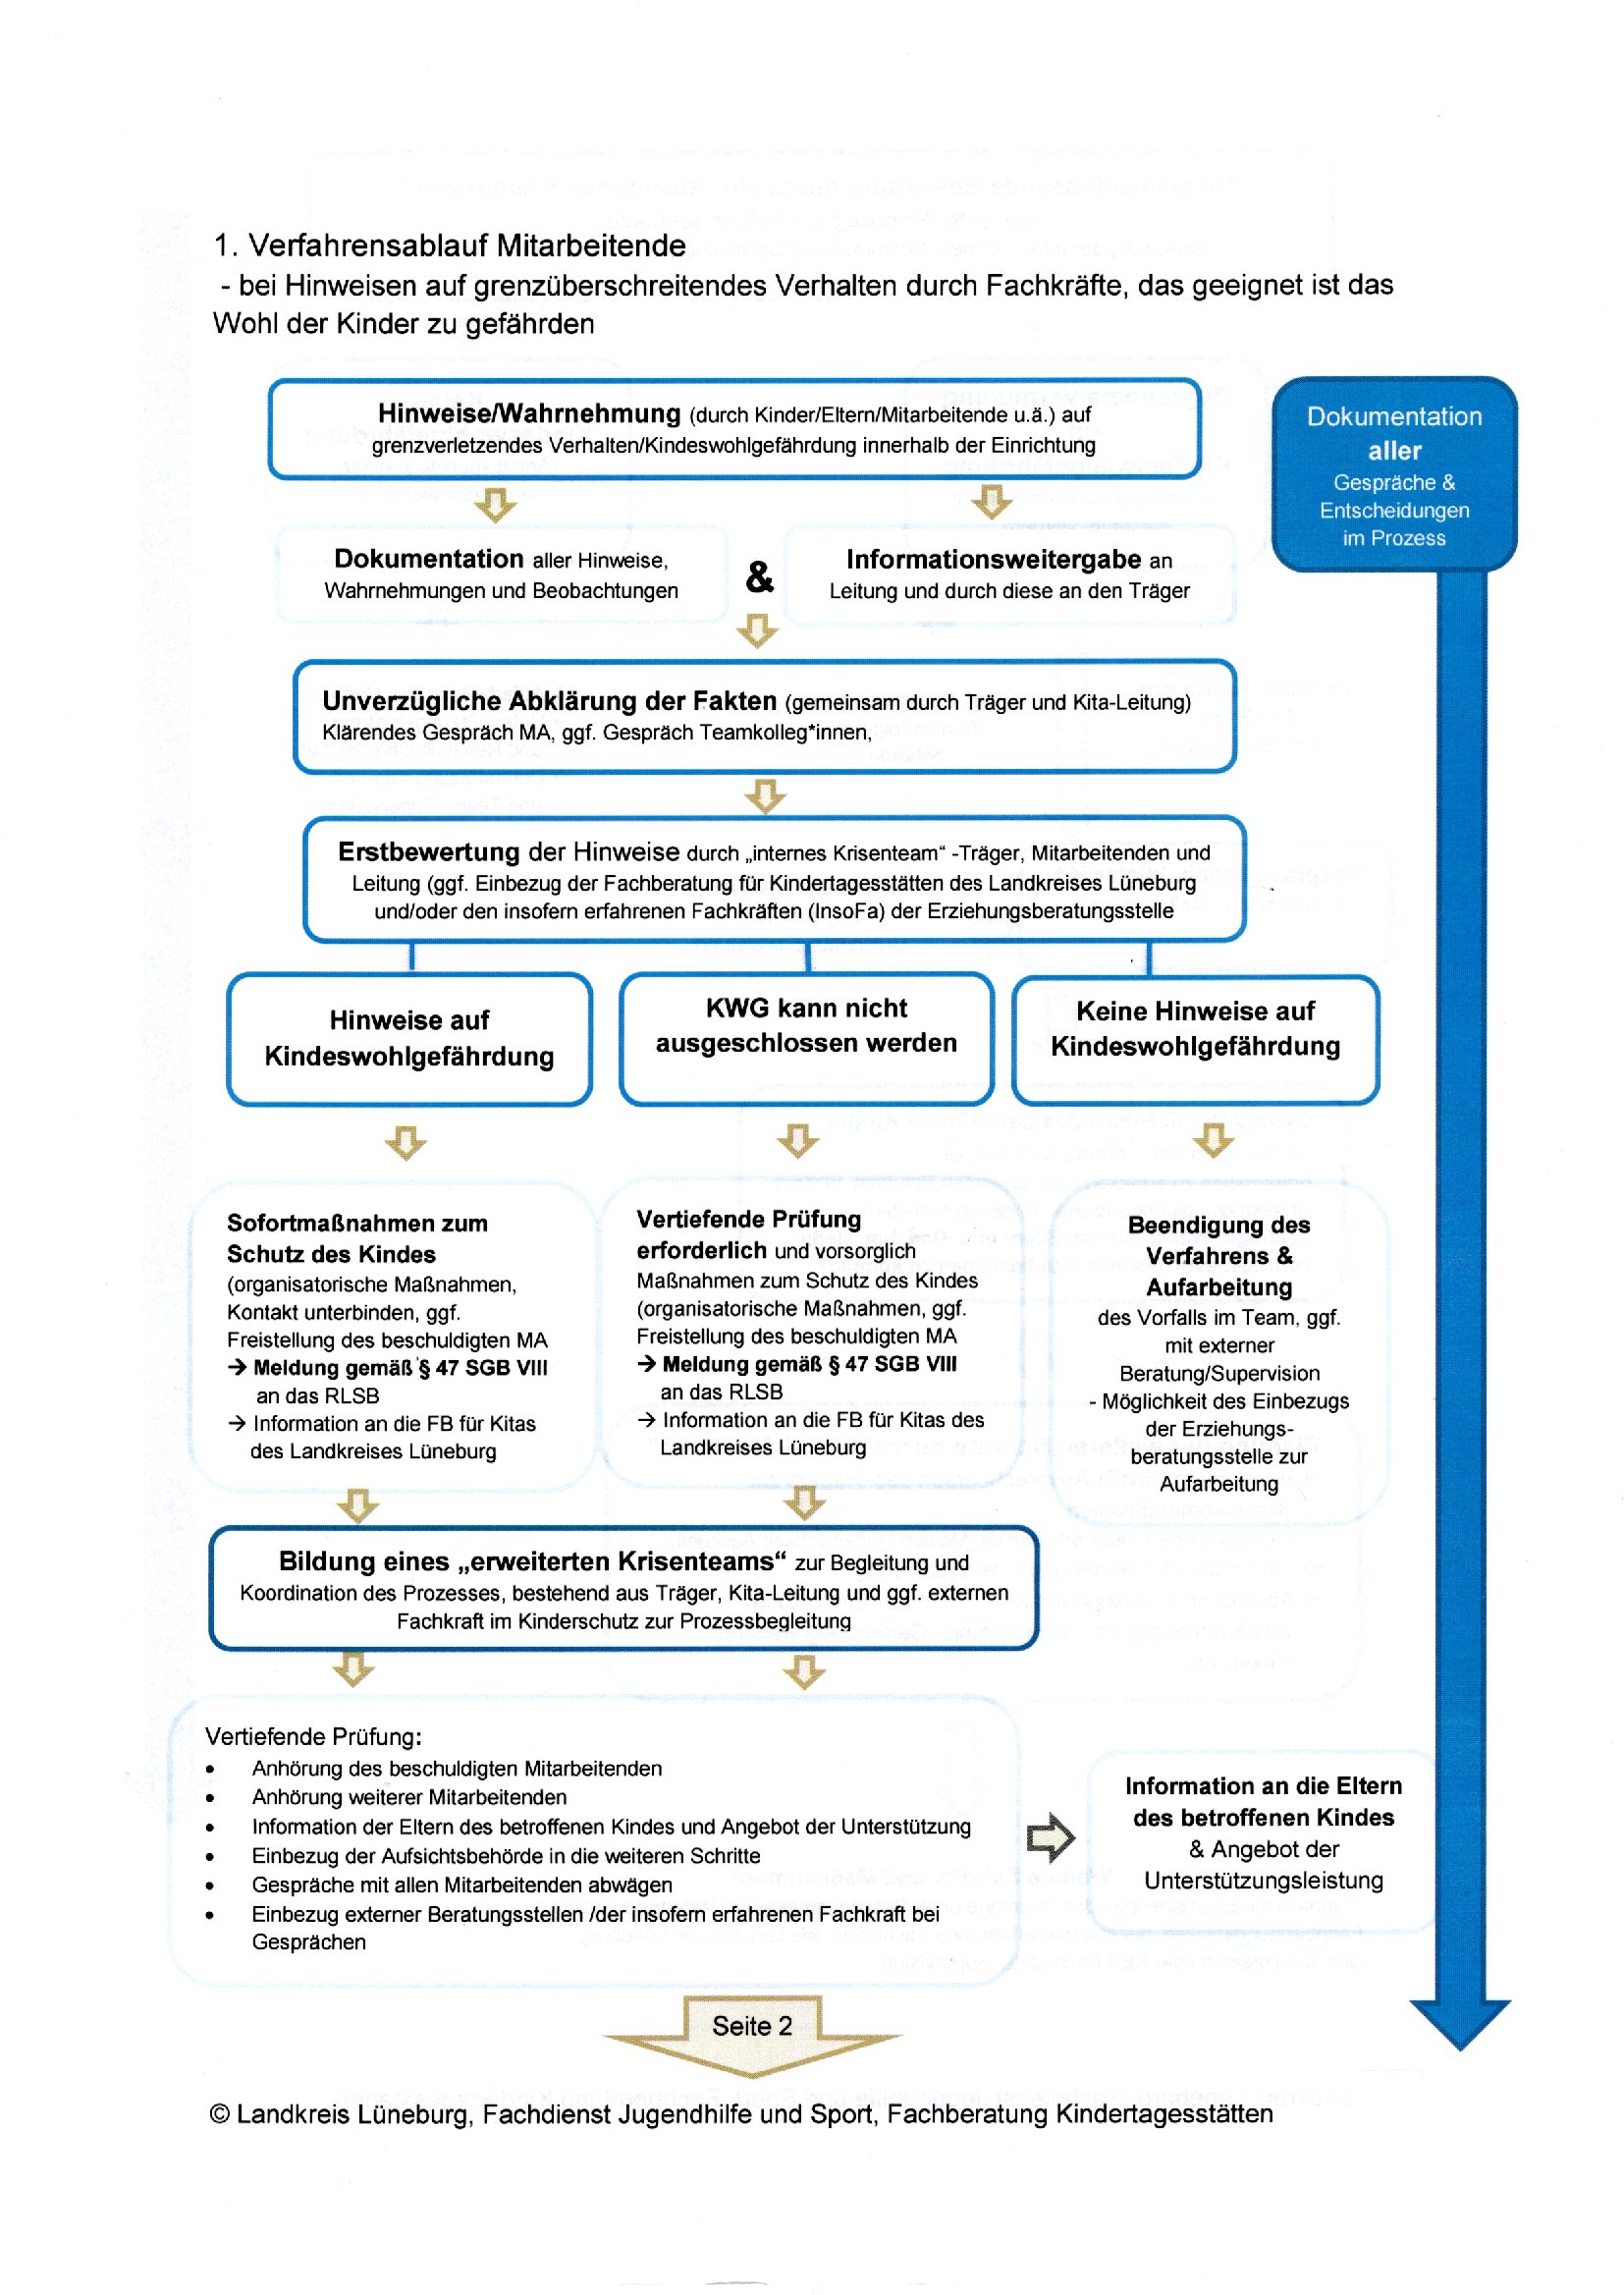 1. Verfahrensablauf Mitarbeitende
- bei Hinweisen auf grenzüberschreitendes Verhalten durch Fachkräfte, das geeignet ist das
Wohl der Kinder zu gefährden
Hinweise/Wahrnehmung (durch Kinder/Eltern/Mitarbeitende u.ä.) auf
grenzverletzendes Verhalten/Kindeswohlgefährdung innerhalb der Einrichtung
Dokumentation
aller
Gespräche &
Entscheidungen
im Prozess
Dokumentation aller Hinweise,
Wahrnehmungen und Beobachtungen
&
Informationsweitergabe an
Leitung und durch diese an den Träger
Unverzügliche Abklärung der Fakten (gemeinsam durch Träger und Kita-Leitung)
Klärendes Gespräch MA, ggf. Gespräch Teamkolleg*innen,
Erstbewertung der Hinweise durch „internes Krisenteam“ -Träger, Mitarbeitenden und
Leitung (ggf. Einbezug der Fachberatung für Kindertagesstätten des Landkreises Lüneburg
und/oder den insofern erfahrenen Fachkräften (InsoFa) der Erziehungsberatungsstelle
Hinweise auf
Kindeswohlgefährdung
KWG kann nicht
ausgeschlossen werden
Keine Hinweise auf
Kindeswohlgefährdung
Sofortmaßnahmen zum
Schutz des Kindes
(organisatorische Maßnahmen,
Kontakt unterbinden, ggf.
Freistellung des beschuldigten MA
→ Meldung gemäß § 47 SGB VIII
an das RLSB
→ Information an die FB für Kitas
des Landkreises Lüneburg
Vertiefende Prüfung
erforderlich und vorsorglich
Maßnahmen zum Schutz des Kindes
(organisatorische Maßnahmen, ggf.
Freistellung des beschuldigten MA
→ Meldung gemäß § 47 SGB VIII
an das RLSB
→ Information an die FB für Kitas des
Landkreises Lüneburg
Beendigung des
Verfahrens &
Aufarbeitung
des Vorfalls im Team, ggf.
mit externer
Beratung/Supervision
- Möglichkeit des Einbezugs
der Erziehungs-
beratungsstelle zur
Aufarbeitung
Bildung eines „erweiterten Krisenteams“ zur Begleitung und
Koordination des Prozesses, bestehend aus Träger, Kita-Leitung und ggf. externen
Fachkraft im Kinderschutz zur Prozessbegleitung
Vertiefende Prüfung:
• Anhörung des beschuldigten Mitarbeitenden
• Anhörung weiterer Mitarbeitenden
• Information der Eltern des betroffenen Kindes und Angebot der Unterstützung
• Einbezug der Aufsichtsbehörde in die weiteren Schritte
• Gespräche mit allen Mitarbeitenden abwägen
• Einbezug externer Beratungsstellen /der insofern erfahrenen Fachkraft bei
Gesprächen
Information an die Eltern
des betroffenen Kindes
& Angebot der
Unterstützungsleistung
Seite 2
© Landkreis Lüneburg, Fachdienst Jugendhilfe und Sport, Fachberatung Kindertagesstätten